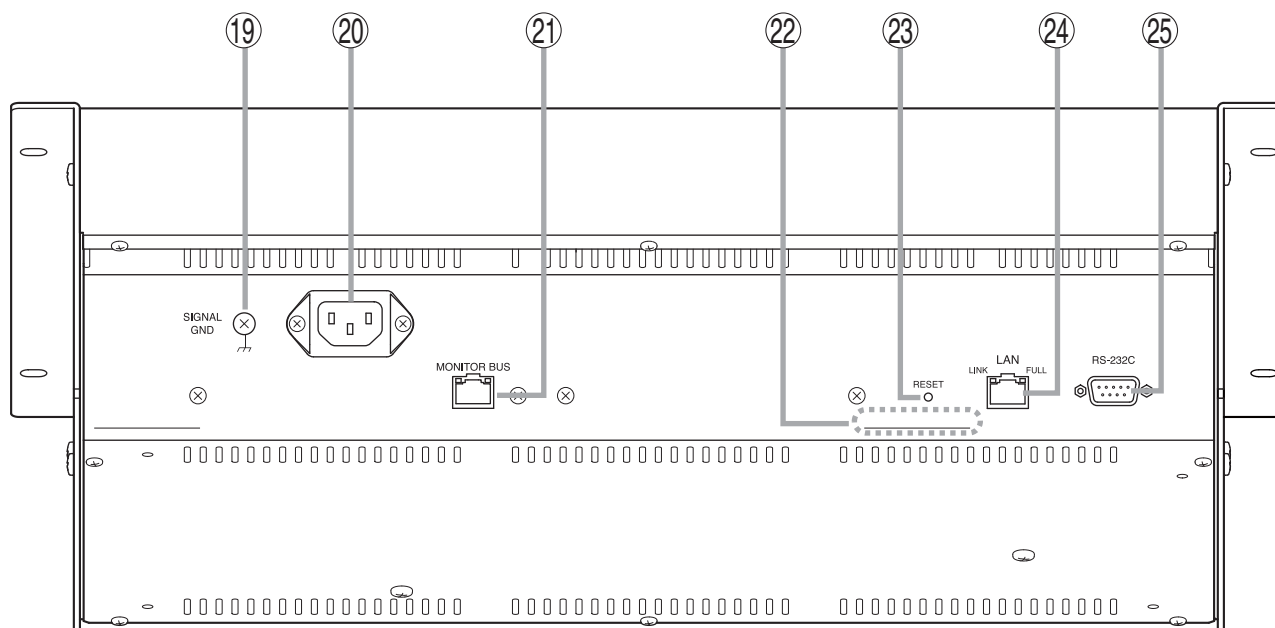 ⑲ ⑳ ㉑ ㉒ ㉓ ㉔ ㉕
SIGNAL
GND
MONITOR BUS
RESET
LAN
LINK FULL
RS-232C